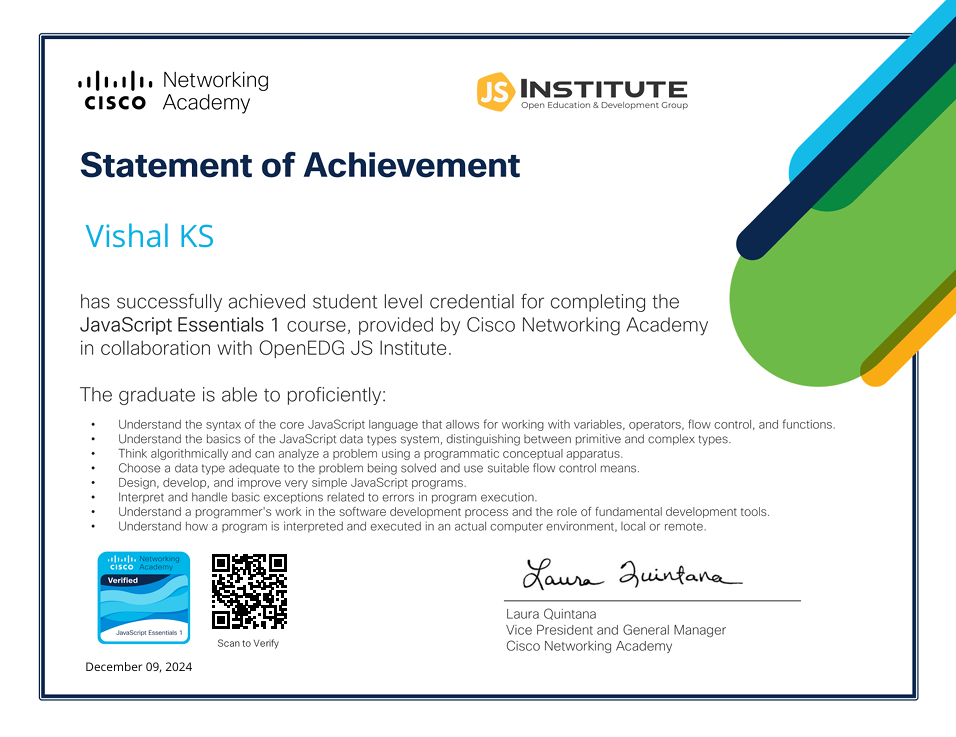 CISCO Networking Academy
JS INSTITUTE
Open Education & Development Group
Statement of Achievement
Vishal KS
has successfully achieved student level credential for completing the
JavaScript Essentials 1 course, provided by Cisco Networking Academy
in collaboration with OpenEDG JS Institute.
The graduate is able to proficiently:
• Understand the syntax of the core JavaScript language that allows for working with variables, operators, flow control, and functions.
• Understand the basics of the JavaScript data types system, distinguishing between primitive and complex types.
• Think algorithmically and can analyze a problem using a programmatic conceptual apparatus.
• Choose a data type adequate to the problem being solved and use suitable flow control means.
• Design, develop, and improve very simple JavaScript programs.
• Interpret and handle basic exceptions related to errors in program execution.
• Understand a programmer's work in the software development process and the role of fundamental development tools.
• Understand how a program is interpreted and executed in an actual computer environment, local or remote.
CISCO Networking Academy
Verified
JavaScript Essentials 1
Scan to Verify
December 09, 2024
Laura Quintana
Laura Quintana
Vice President and General Manager
Cisco Networking Academy